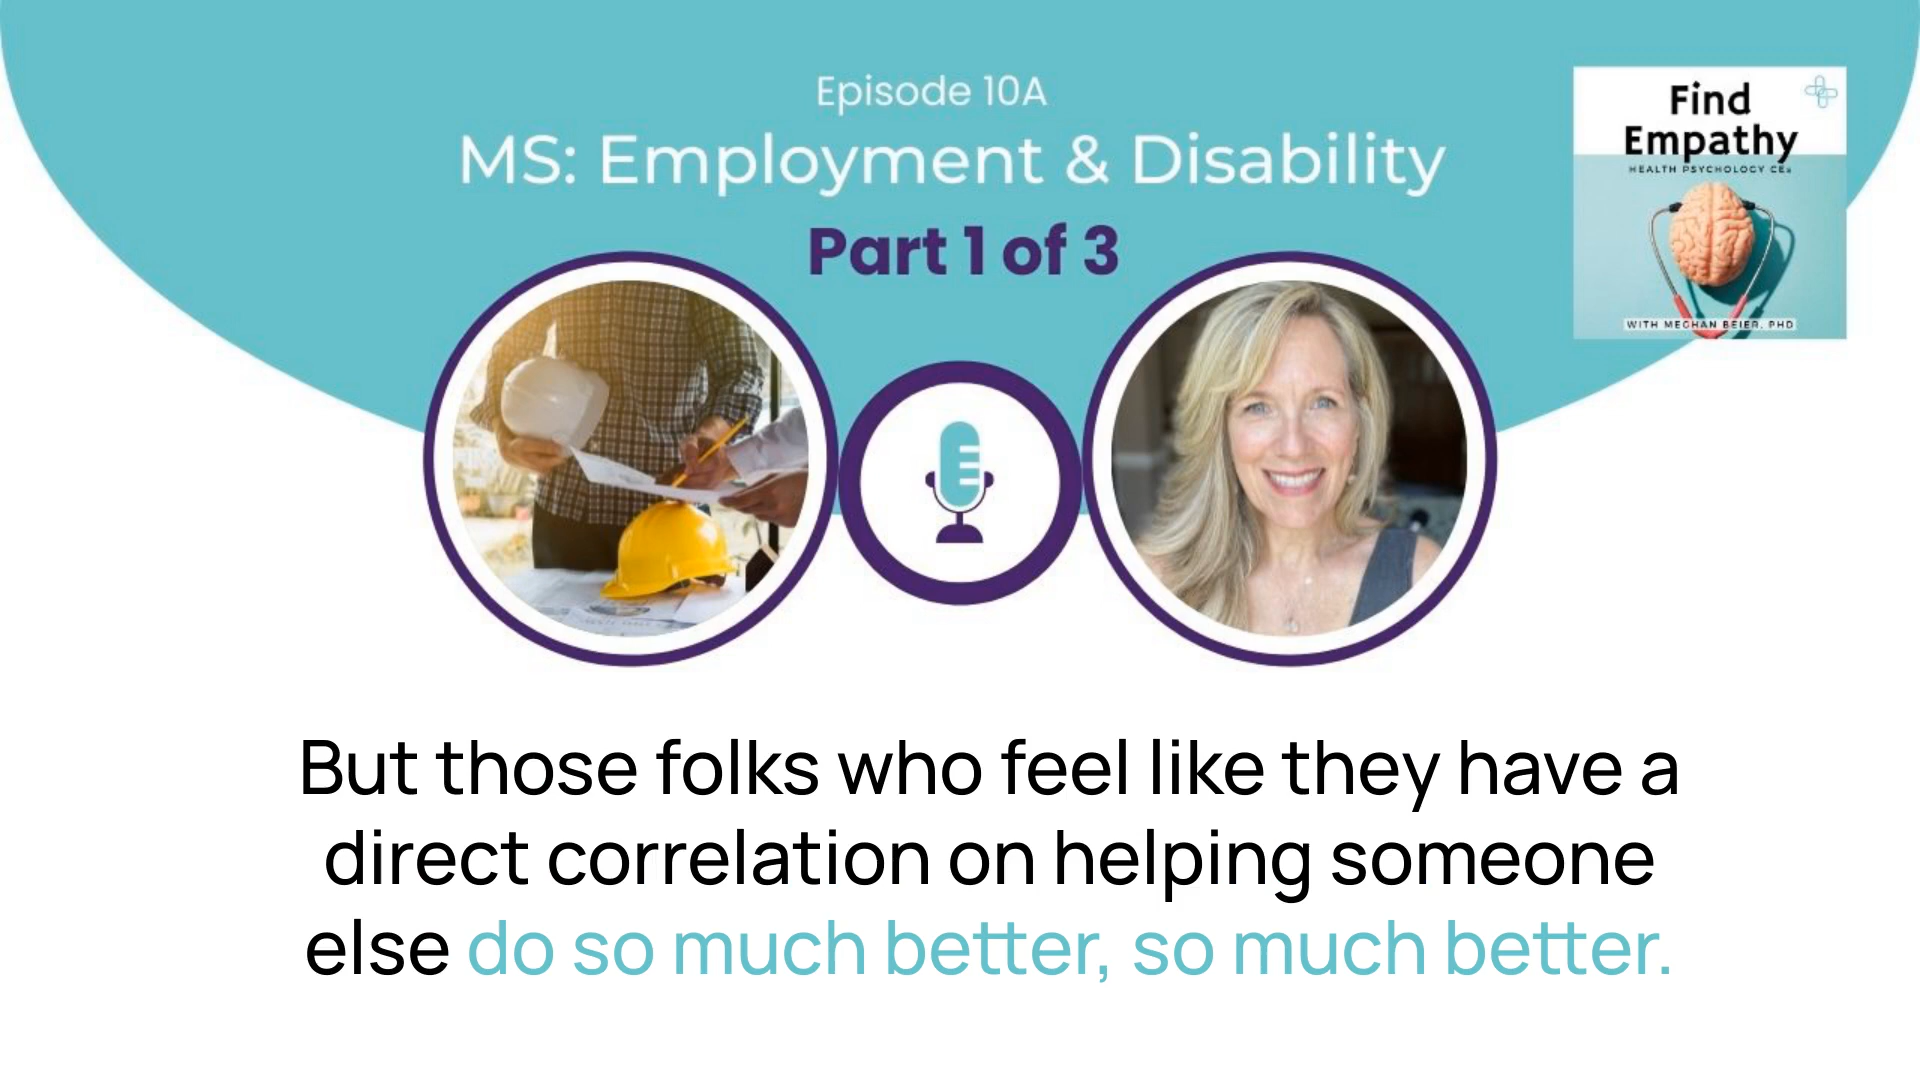 Episode 10A
MS: Employment & Disability
Part 1 of 3
Find
Empathy
HEALTH PSYCHOLOGY CEs
WITH MEGHAN BEIER, PHD
But those folks who feel like they have a
direct correlation on helping someone
else do so much better, so much better.